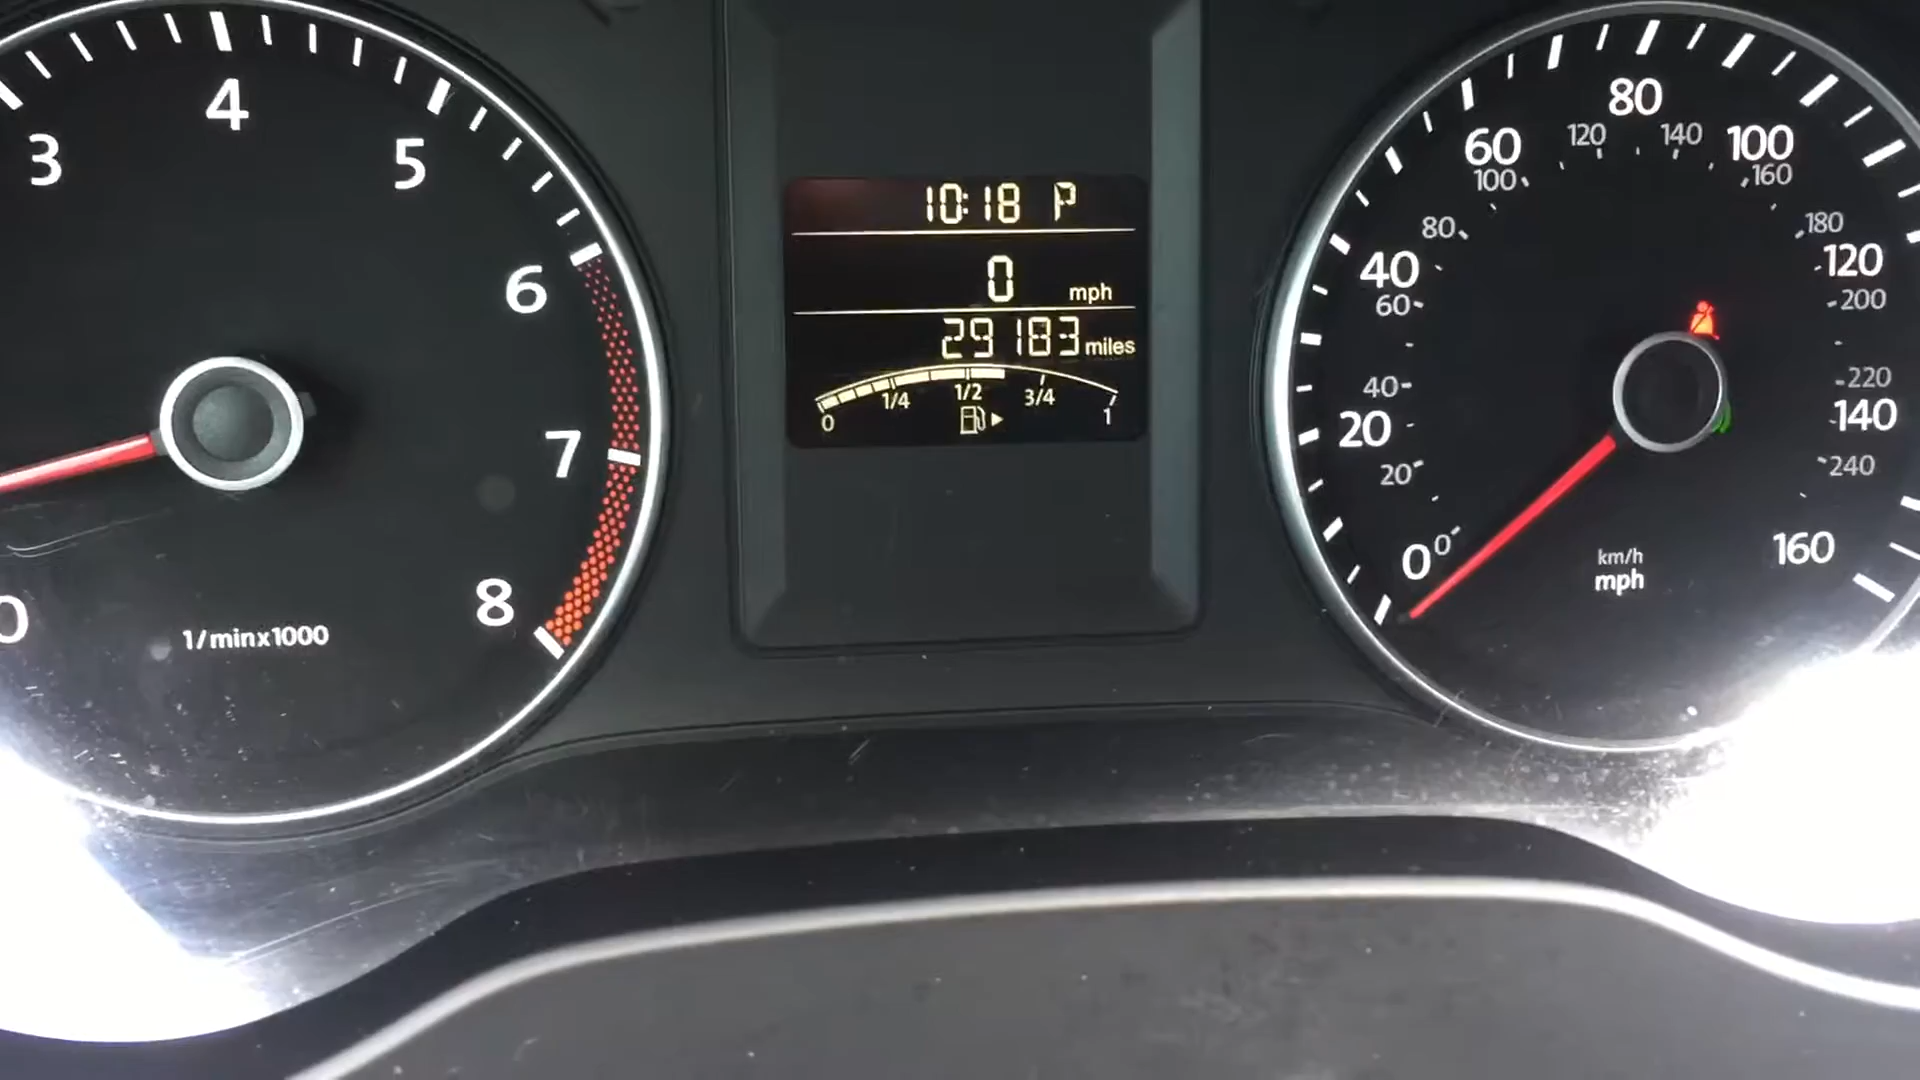 3
4
5
6
7
8
0
1/minx1000
10:18 P
0 mph
29183 miles
0 1/4 1/2 3/4 1
0 20 40 60 80 100 120 140 160
0 20 40 60 80 100 120 140 160 180 200 220 240
km/h
mph